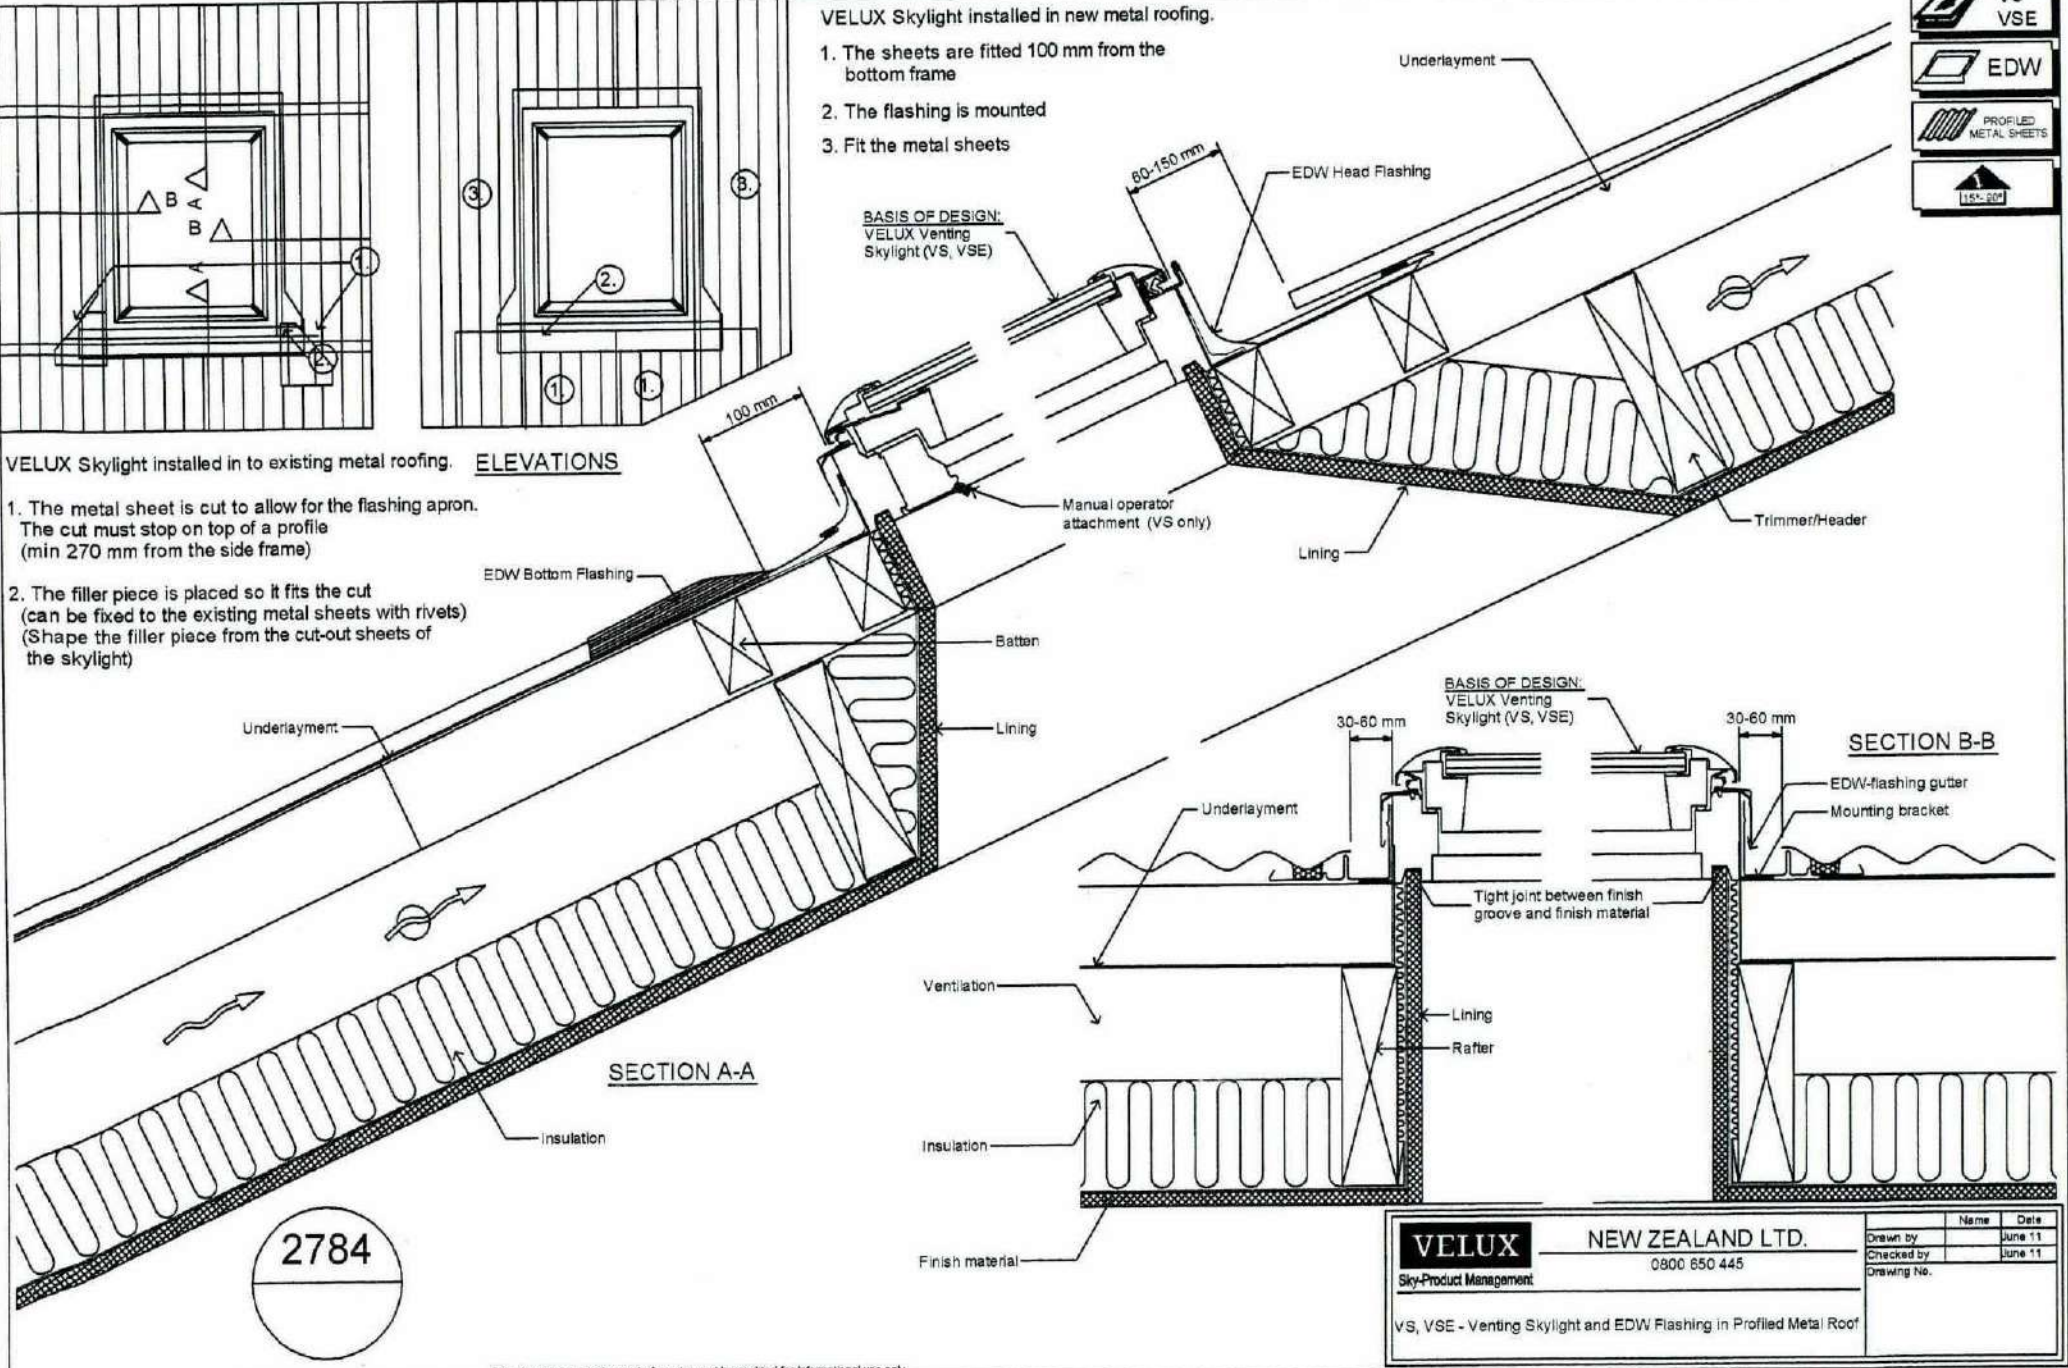 VELUX Skylight installed in new metal roofing.
1. The sheets are fitted 100 mm from the
bottom frame
2. The flashing is mounted
3. Fit the metal sheets
VSE
EDW
PROFILED
METAL SHEETS
B
A
B
A
1.
2.
3.
3.
2.
1.
1.
VELUX Skylight installed in to existing metal roofing.
ELEVATIONS
1. The metal sheet is cut to allow for the flashing apron.
The cut must stop on top of a profile
(min 270 mm from the side frame)
2. The filler piece is placed so it fits the cut
(can be fixed to the existing metal sheets with rivets)
(Shape the filler piece from the cut-out sheets of
the skylight)
Underlayment
60-150 mm
EDW Head Flashing
BASIS OF DESIGN:
VELUX Venting
Skylight (VS, VSE)
100 mm
Manual operator
attachment (VS only)
Trimmer/Header
Lining
EDW Bottom Flashing
Batten
Lining
Underlayment
SECTION A-A
Insulation
2784
BASIS OF DESIGN:
VELUX Venting
Skylight (VS, VSE)
30-60 mm
30-60 mm
SECTION B-B
EDW-flashing gutter
Mounting bracket
Underlayment
Tight joint between finish
groove and finish material
Ventilation
Lining
Rafter
Insulation
Finish material
VELUX
Sky-Product Management
NEW ZEALAND LTD.
0800 650 445
VS, VSE - Venting Skylight and EDW Flashing in Profiled Metal Roof
Name Date
Drawn by June 11
Checked by June 11
Drawing No.